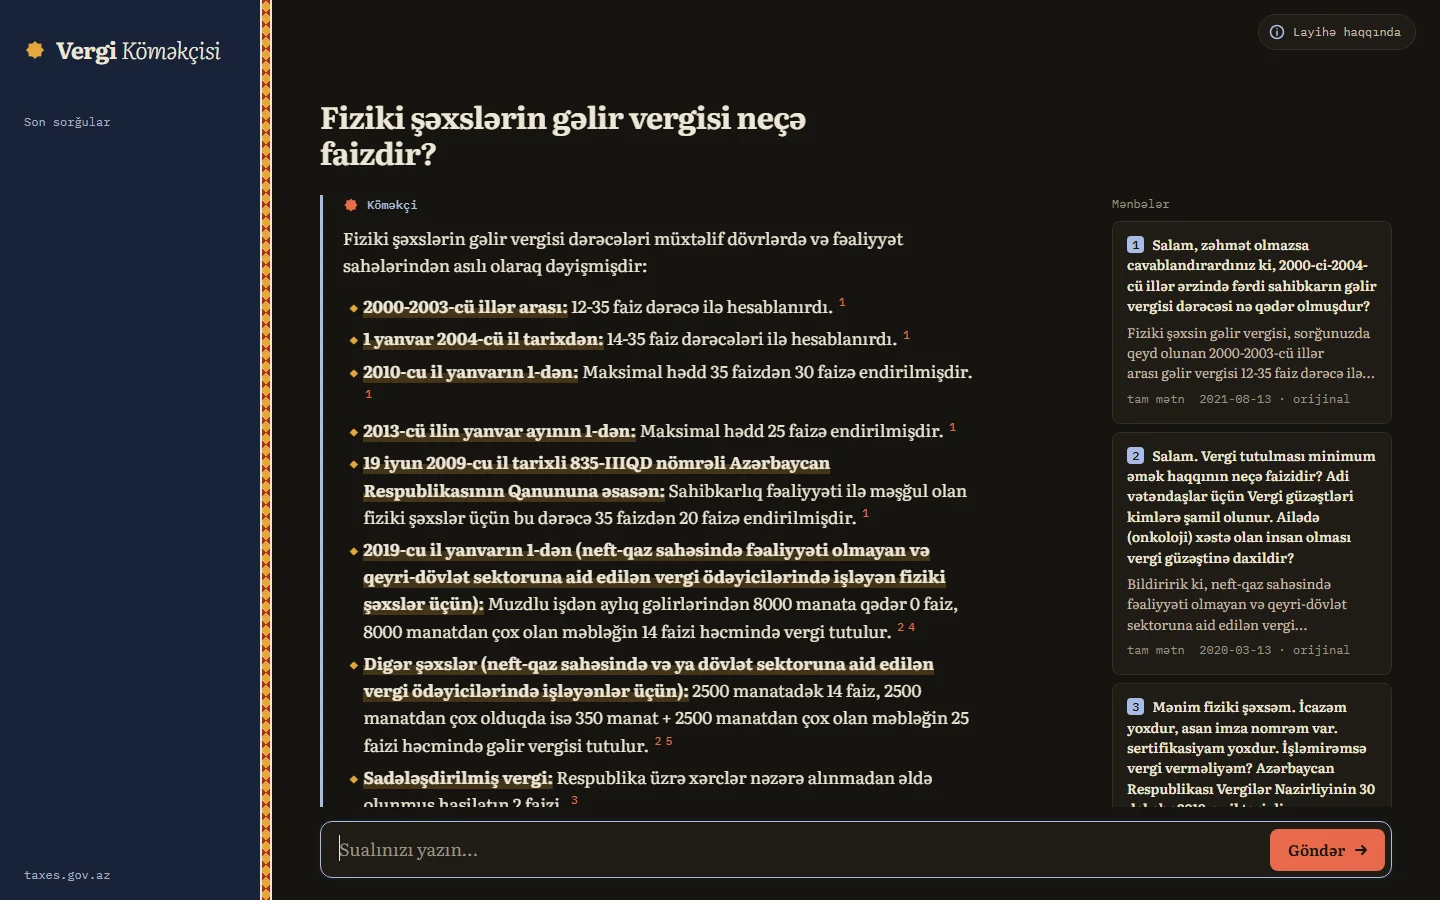 Vergi Köməkçisi
Son sorğular
taxes.gov.az
Layihə haqqında
Fiziki şəxslərin gəlir vergisi neçə
faizdir?
Köməkçi
Fiziki şəxslərin gəlir vergisi dərəcələri müxtəlif dövrlərdə və fəaliyyət
sahələrindən asılı olaraq dəyişmişdir:
2000-2003-cü illər arası: 12-35 faiz dərəcə ilə hesablanırdı. 1
1 yanvar 2004-cü il tarixdən: 14-35 faiz dərəcələri ilə hesablanırdı. 1
2010-cu il yanvarın 1-dən: Maksimal hədd 35 faizdən 30 faizə endirilmişdir.
1
2013-cü ilin yanvar ayının 1-dən: Maksimal hədd 25 faizə endirilmişdir. 1
19 iyun 2009-cu il tarixli 835-IIIQD nömrəli Azərbaycan
Respublikasının Qanununa əsasən: Sahibkarlıq fəaliyyəti ilə məşğul olan
fiziki şəxslər üçün bu dərəcə 35 faizdən 20 faizə endirilmişdir. 1
2019-cu il yanvarın 1-dən (neft-qaz sahəsində fəaliyyəti olmayan və
qeyri-dövlət sektoruna aid edilən vergi ödəyicilərində işləyən fiziki
şəxslər üçün): Muzdlu işdən aylıq gəlirlərindən 8000 manata qədər 0 faiz,
8000 manatdan çox olan məbləğin 14 faizi həcmində vergi tutulur. 2 4
Digər şəxslər (neft-qaz sahəsində və ya dövlət sektoruna aid edilən
vergi ödəyicilərində işləyənlər üçün): 2500 manatadək 14 faiz, 2500
manatdan çox olduqda isə 350 manat + 2500 manatdan çox olan məbləğin 25
faizi həcmində gəlir vergisi tutulur. 2 5
Sadələşdirilmiş vergi: Respublika üzrə xərclər nəzərə alınmadan əldə
olunmuş hasilatın 2 faizi. 3
Mənbələr
1 Salam, zəhmət olmazsa
cavablandırardınız ki, 2000-ci-2004-
cü illər ərzində fərdi sahibkarın gəlir
vergisi dərəcəsi nə qədər olmuşdur?
Fiziki şəxsin gəlir vergisi, sorğunuzda
qeyd olunan 2000-2003-cü illər
arası gəlir vergisi 12-35 faiz dərəcə ilə…
tam mətn 2021-08-13 · orijinal
2 Salam. Vergi tutulması minimum
əmək haqqının neçə faizidir? Adi
vətəndaşlar üçün Vergi güzəştləri
kimlərə şamil olunur. Ailədə
(onkoloji) xəstə olan insan olması
vergi güzəştinə daxildir?
Bildiririk ki, neft-qaz sahəsində
fəaliyyəti olmayan və qeyri-dövlət
sektoruna aid edilən vergi…
tam mətn 2020-03-13 · orijinal
3 Mənim fiziki şəxsəm. İcazəm
yoxdur, asan imza nomrəm var.
sertifikasiyam yoxdur. İşləmirəmsə
vergi verməliyəm? Azərbaycan
Respublikası Vergilər Nazirliyinin 30
Sualınızı yazın…
Göndər →